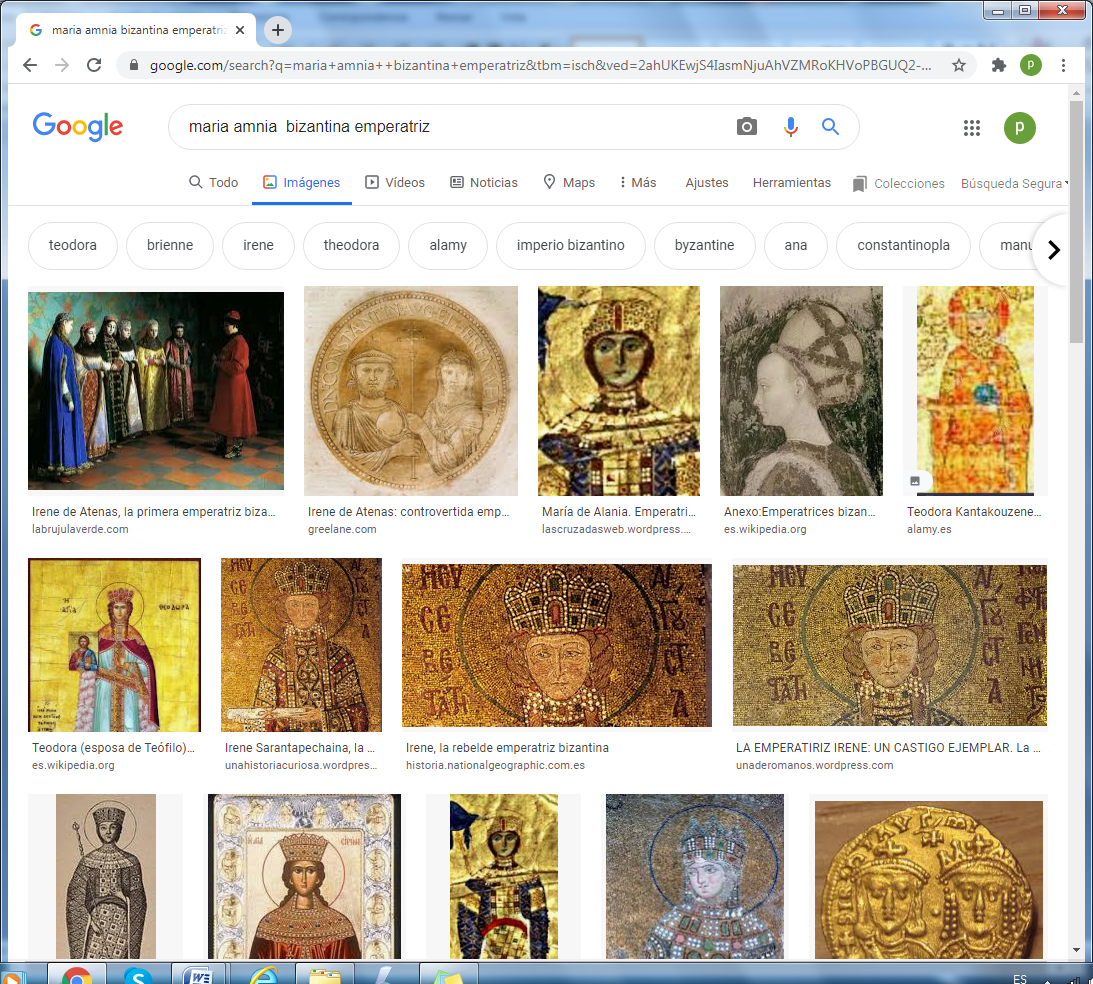 maria amnia bizantina emperatriz
google.com/search?q=maria+amnia++bizantina+emperatriz&tbm=isch&ved=2ahUKEwjS4IasmNjuAhVZMRoKHVoPBGUQ2-...
P
Google
maria amnia  bizantina emperatriz
p
Todo
Imágenes
Vídeos
Noticias
Maps
Más
Ajustes
Herramientas
Colecciones
Búsqueda Segura
teodora
brienne
irene
theodora
alamy
imperio bizantino
byzantine
ana
constantinopla
manu
Irene de Atenas, la primera emperatriz biza...
labrujulaverde.com
Irene de Atenas: controvertida emp...
greelane.com
María de Alania. Emperatri...
lascruzadasweb.wordpress....
Anexo:Emperatrices bizan...
es.wikipedia.org
Teodora Kantakouzene...
alamy.es
Teodora (esposa de Teófilo)...
es.wikipedia.org
Irene Sarantapechaina, la ...
unahistoriacuriosa.wordpres...
Irene, la rebelde emperatriz bizantina
historia.nationalgeographic.com.es
LA EMPERATIRIZ IRENE: UN CASTIGO EJEMPLAR. La ...
unaderomanos.wordpress.com
ES